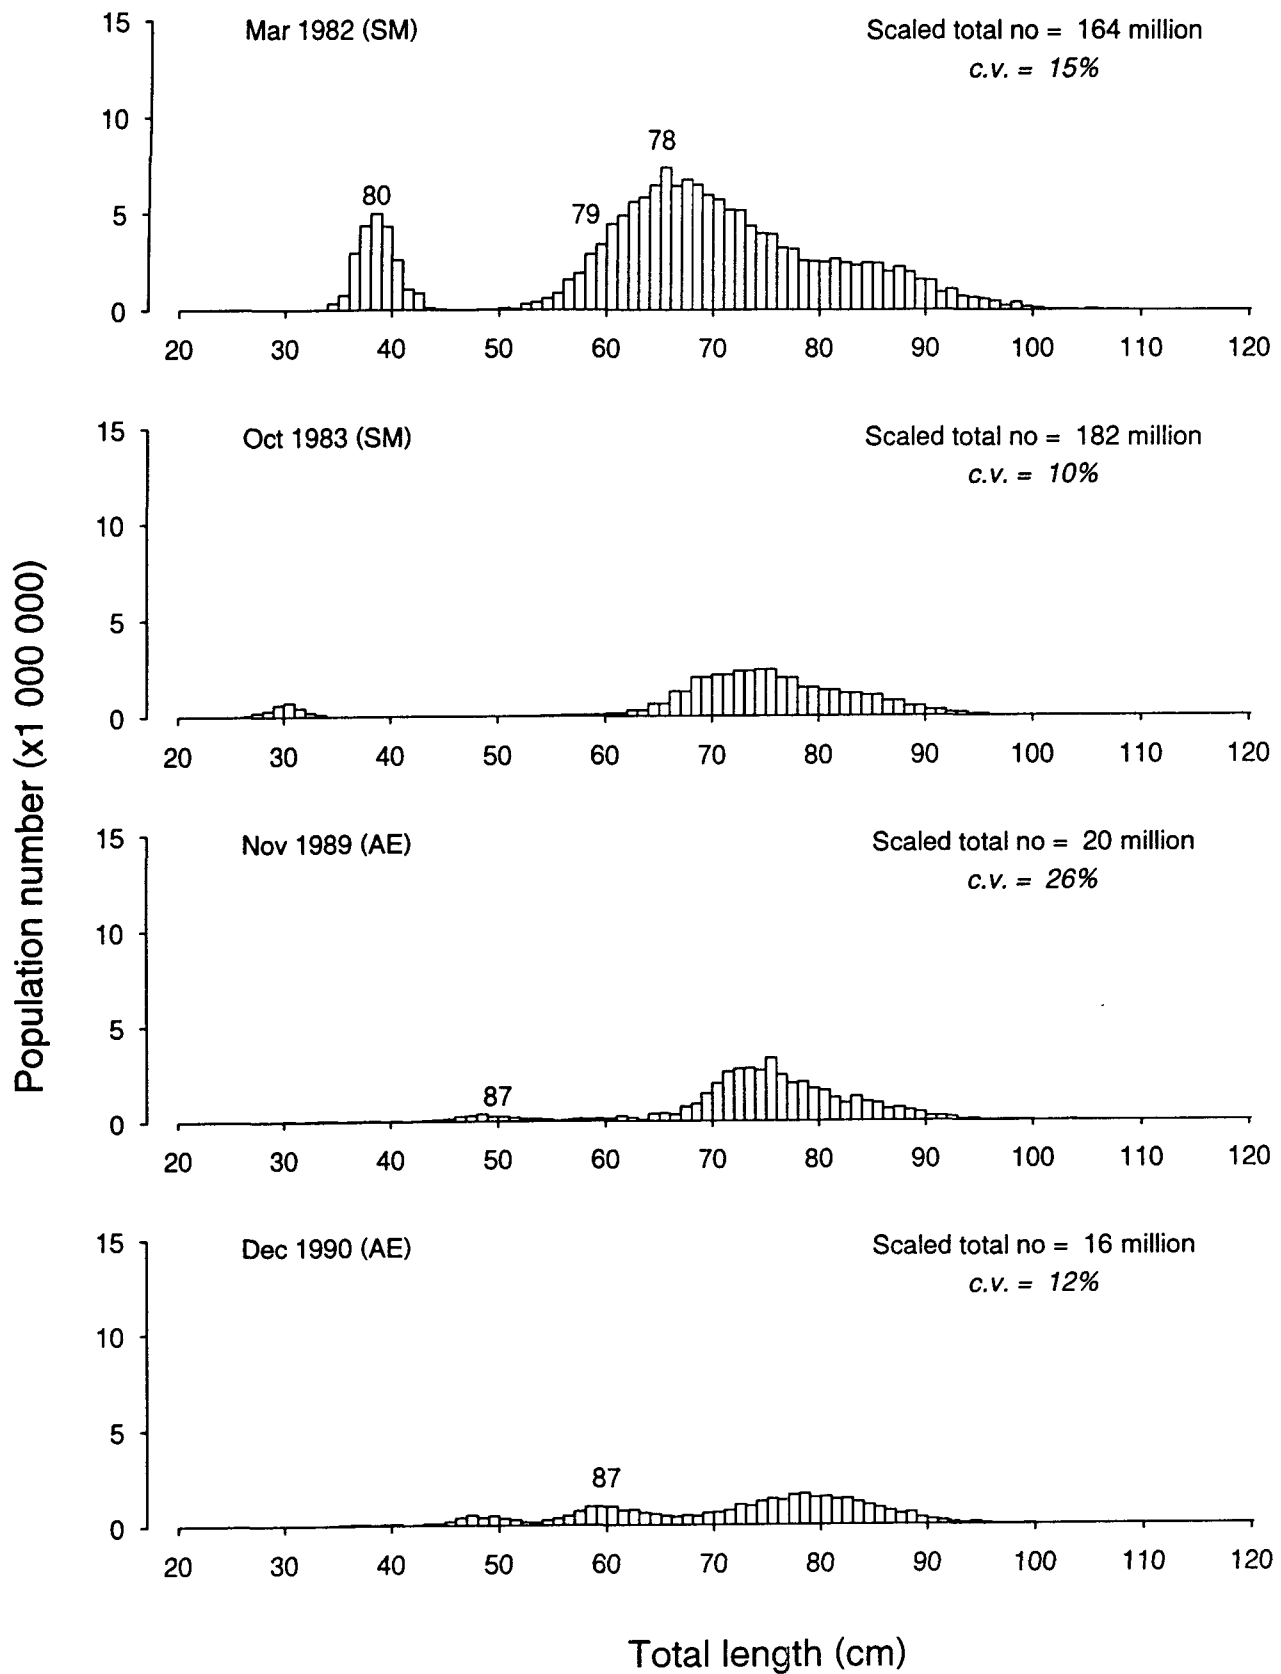 Population number (x1 000 000)
Mar 1982 (SM)
Scaled total no = 164 million
c.v. = 15%
15
10
5
0
80
79
78
20 30 40 50 60 70 80 90 100 110 120
Oct 1983 (SM)
Scaled total no = 182 million
c.v. = 10%
15
10
5
0
20 30 40 50 60 70 80 90 100 110 120
Nov 1989 (AE)
Scaled total no = 20 million
c.v. = 26%
15
10
5
0
87
20 30 40 50 60 70 80 90 100 110 120
Dec 1990 (AE)
Scaled total no = 16 million
c.v. = 12%
15
10
5
0
87
20 30 40 50 60 70 80 90 100 110 120
Total length (cm)